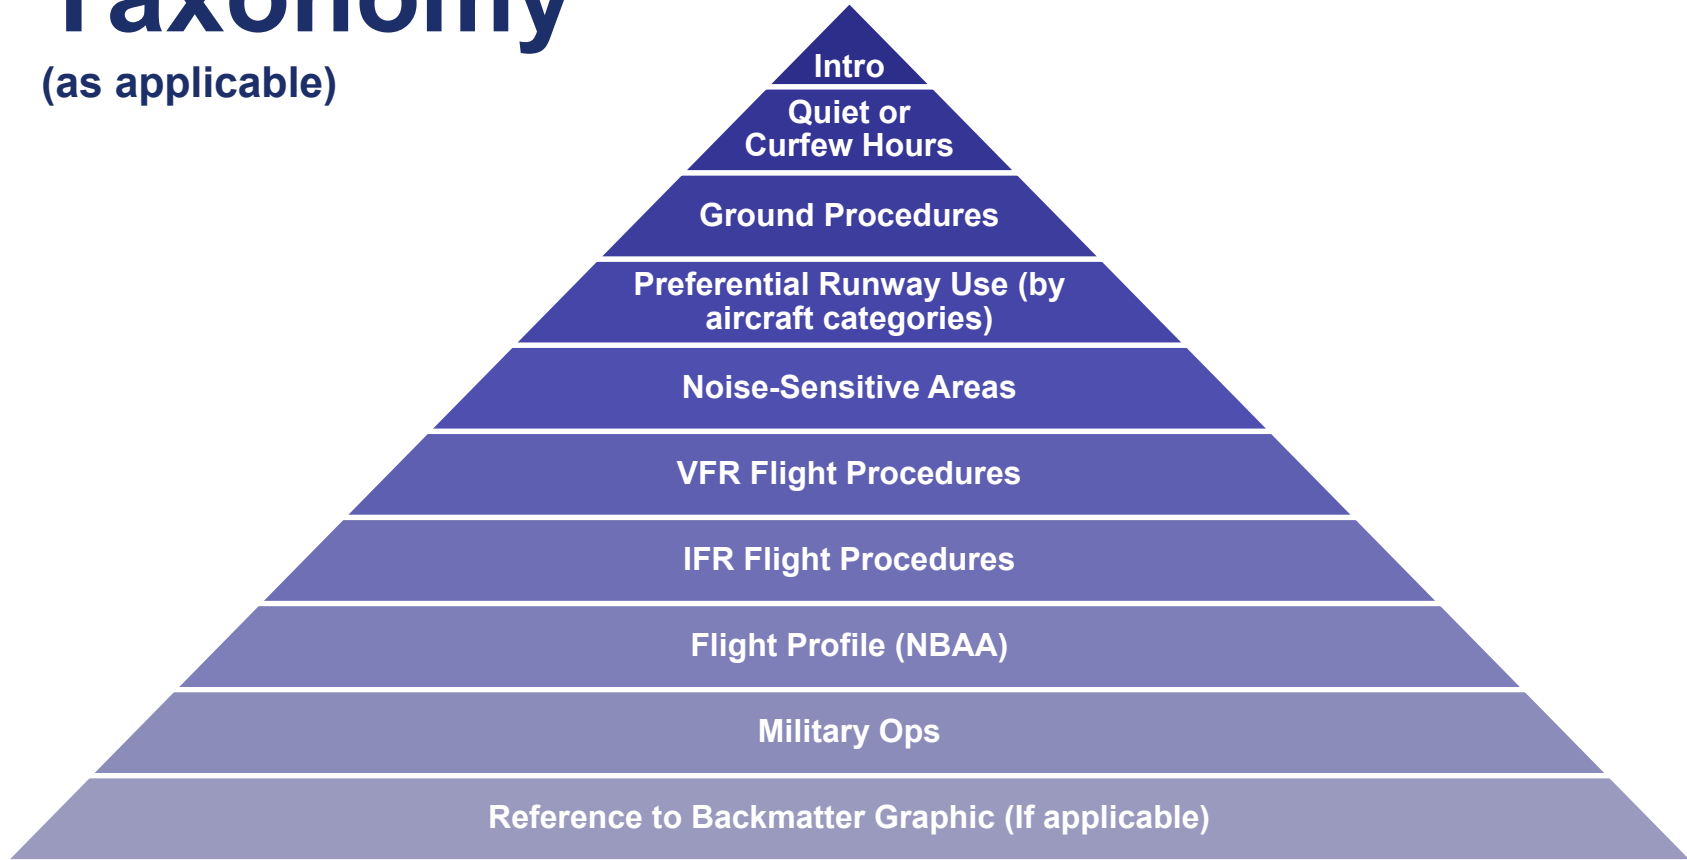 Taxonomy
(as applicable)
Intro
Quiet or
Curfew Hours
Ground Procedures
Preferential Runway Use (by
aircraft categories)
Noise-Sensitive Areas
VFR Flight Procedures
IFR Flight Procedures
Flight Profile (NBAA)
Military Ops
Reference to Backmatter Graphic (If applicable)